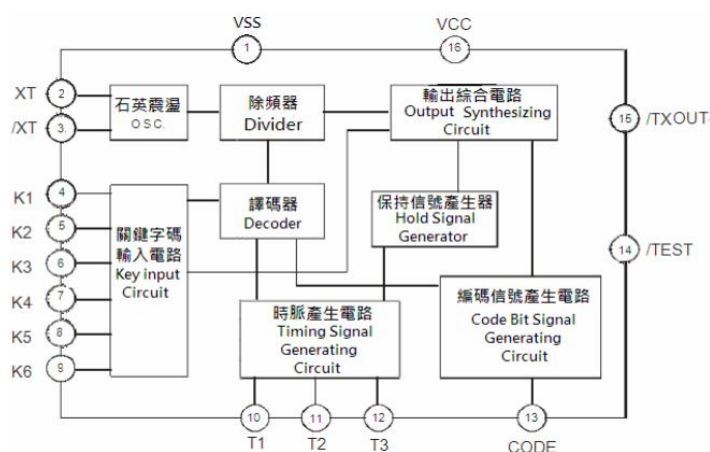 VSS
VCC
1
16
XT
2
/XT
3.
石英震盪
O S C.
除頻器
Divider
輸出綜合電路
Output Synthesizing
Circuit
15
/TXOUT
K1
4
K2
5
K3
6
K4
7
K5
8
K6
9
關鍵字碼
輸入電路
Key input
Circuit
譯碼器
Decoder
保持信號產生器
Hold Signal
Generator
14
/TEST
時脈產生電路
Timing Signal
Generating
Circuit
編碼信號產生電路
Code Bit Signal
Generating
Circuit
10
11
12
13
T1
T2
T3
CODE